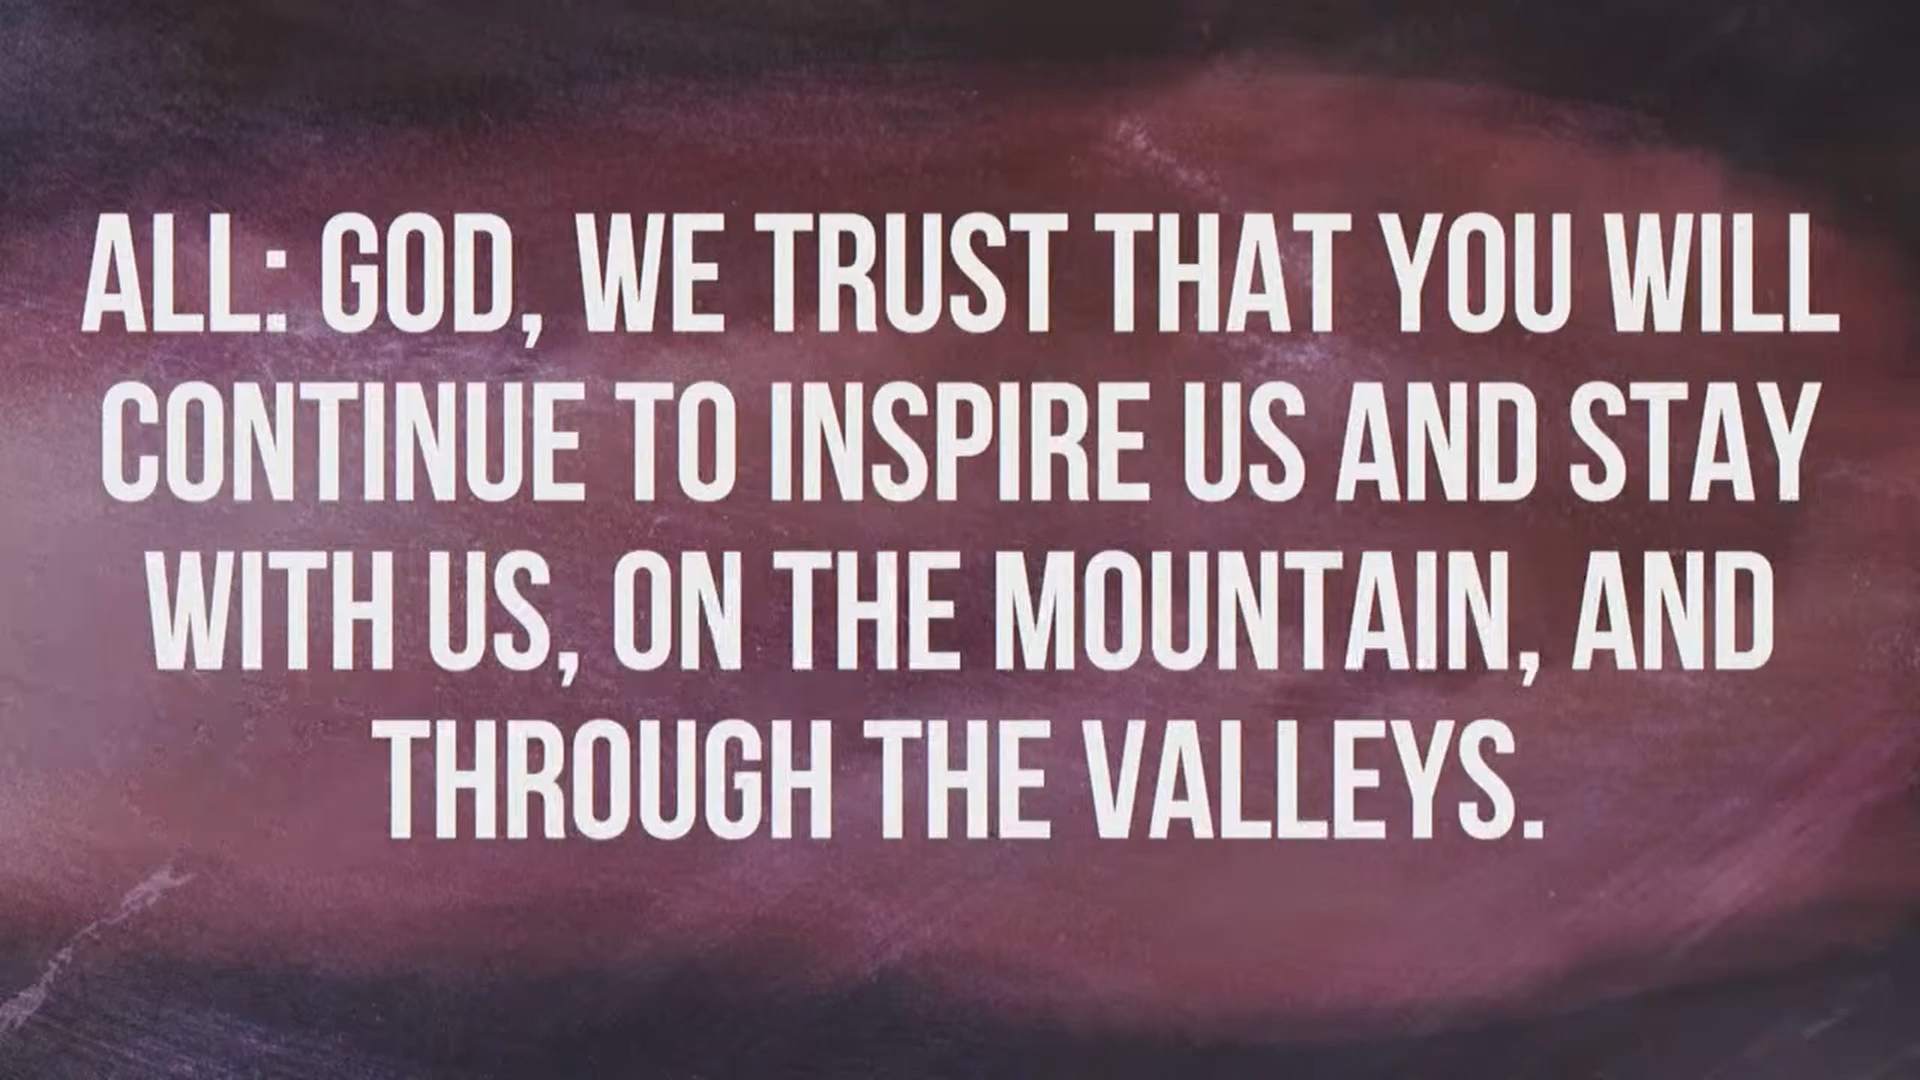 ALL: GOD, WE TRUST THAT YOU WILL
CONTINUE TO INSPIRE US AND STAY
WITH US, ON THE MOUNTAIN, AND
THROUGH THE VALLEYS.